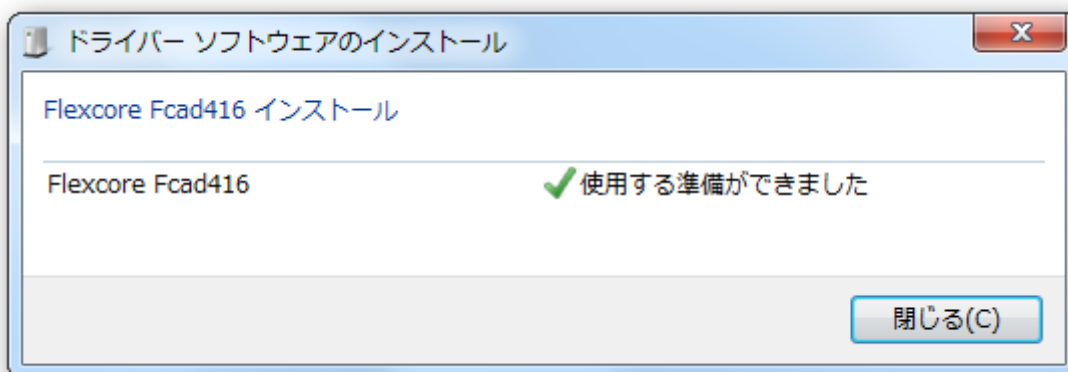 ドライバー ソフトウェアのインストール
Flexcore Fcad416 インストール
Flexcore Fcad416 使用する準備ができました
閉じる(C)